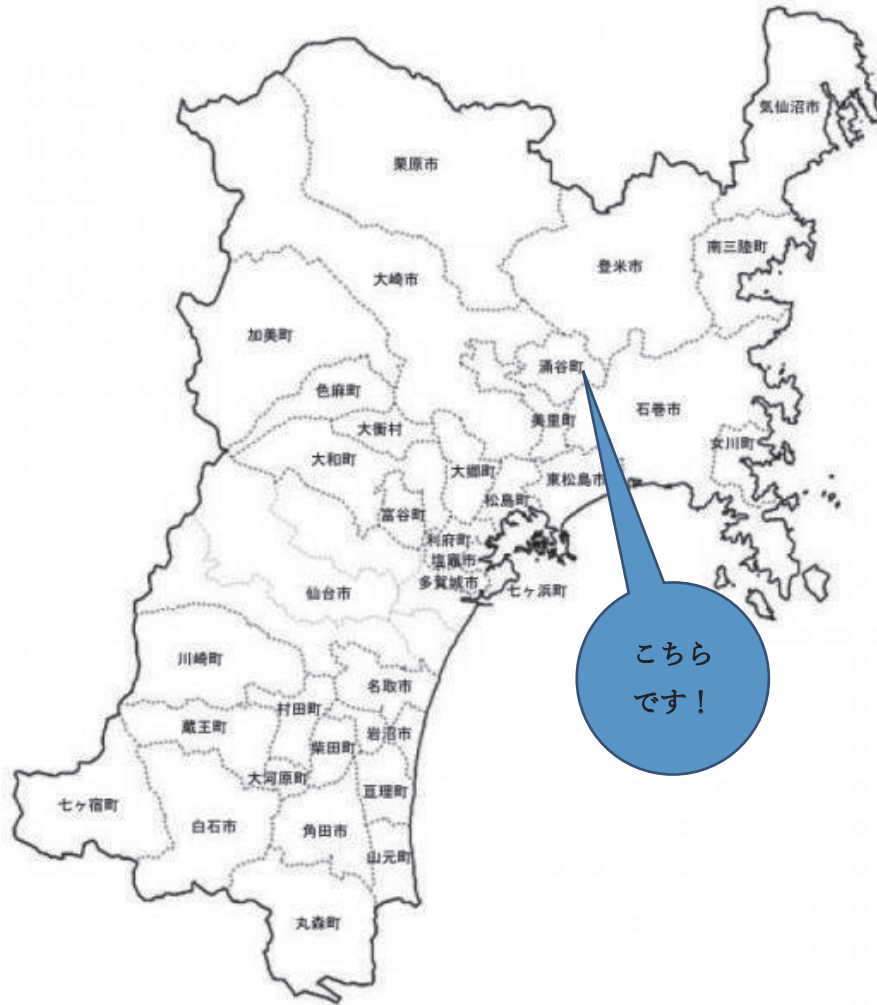 気仙沼市
栗原市
南三陸町
登米市
大崎市
加美町
涌谷町
色麻町
石巻市
美里町
大衡村
女川町
大和町
大郷町
東松島市
松島町
富谷町
利府町
塩竈市
多賀城市
七ヶ浜町
仙台市
こちら
です！
川崎町
名取市
村田町
蔵王町
岩沼市
柴田町
大河原町
亘理町
七ヶ宿町
白石市
角田市
山元町
丸森町